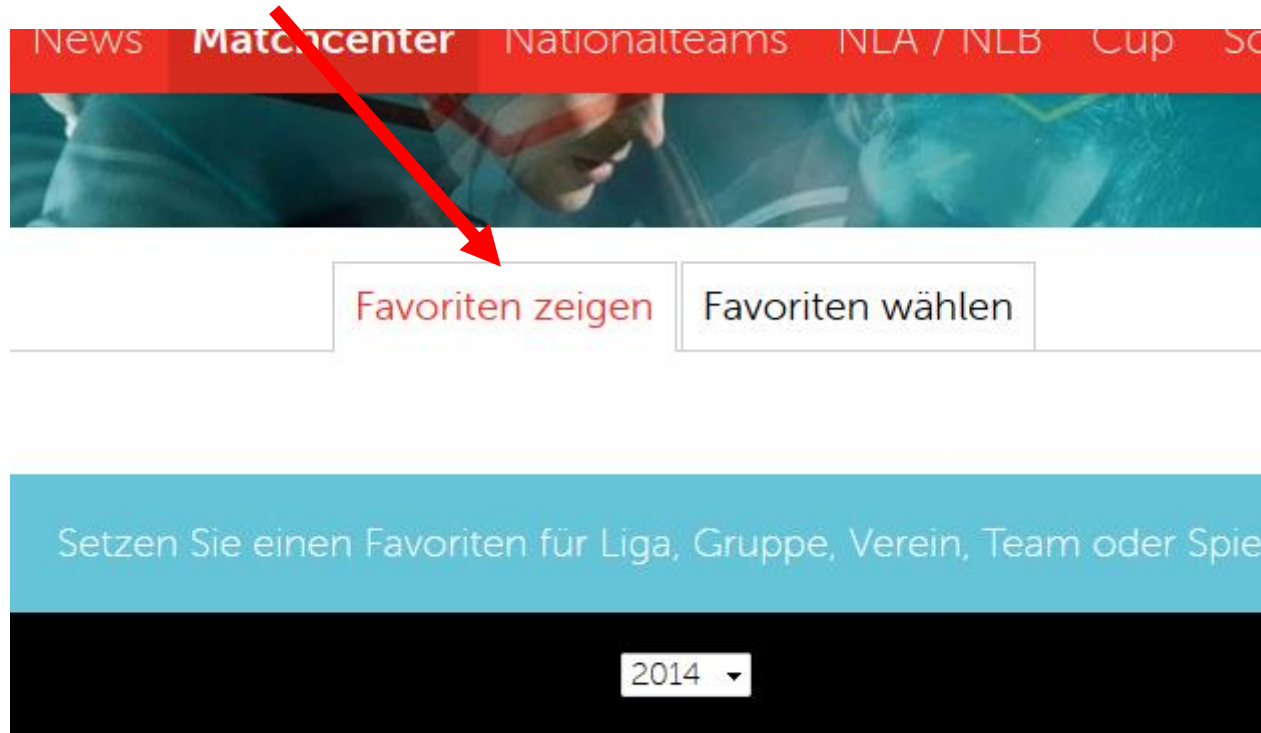 News Matchcenter Nationalteams NLA / NLB Cup
Favoriten zeigen Favoriten wählen
Setzen Sie einen Favoriten für Liga, Gruppe, Verein, Team oder Spie
2014